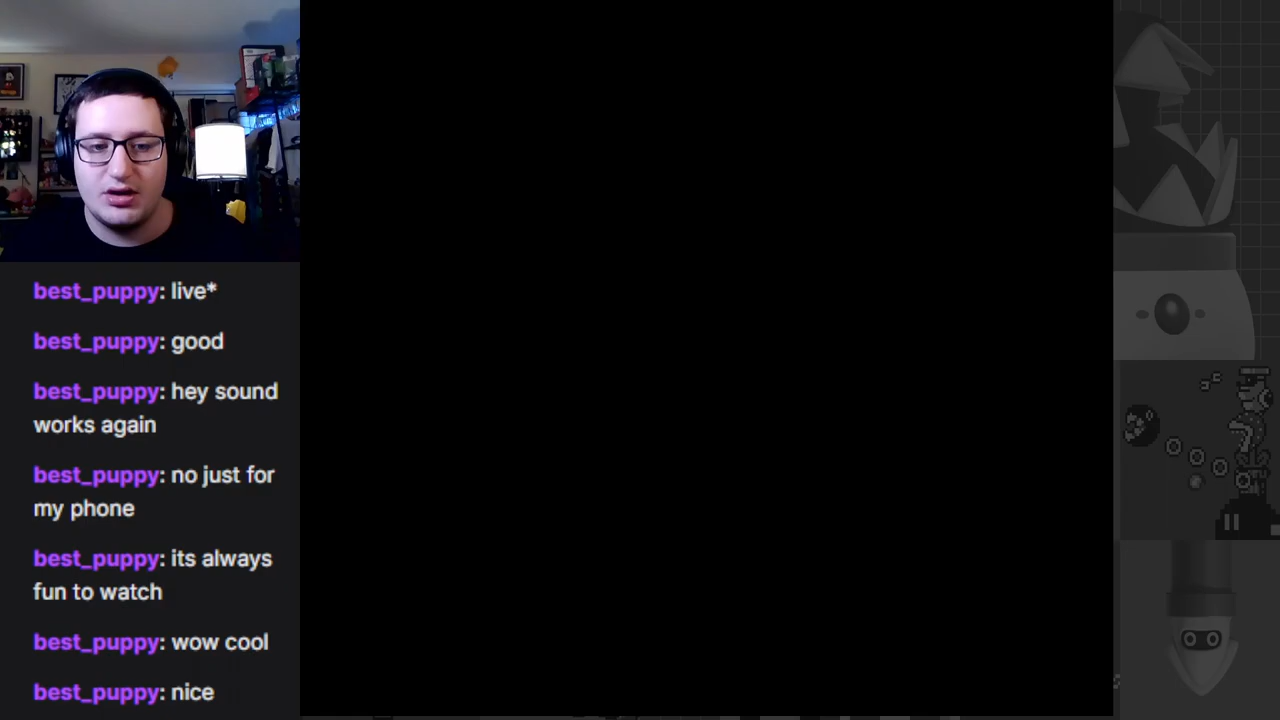 best_puppy: live*
best_puppy: good
best_puppy: hey sound
works again
best_puppy: no just for
my phone
best_puppy: its always
fun to watch
best_puppy: wow cool
best_puppy: nice